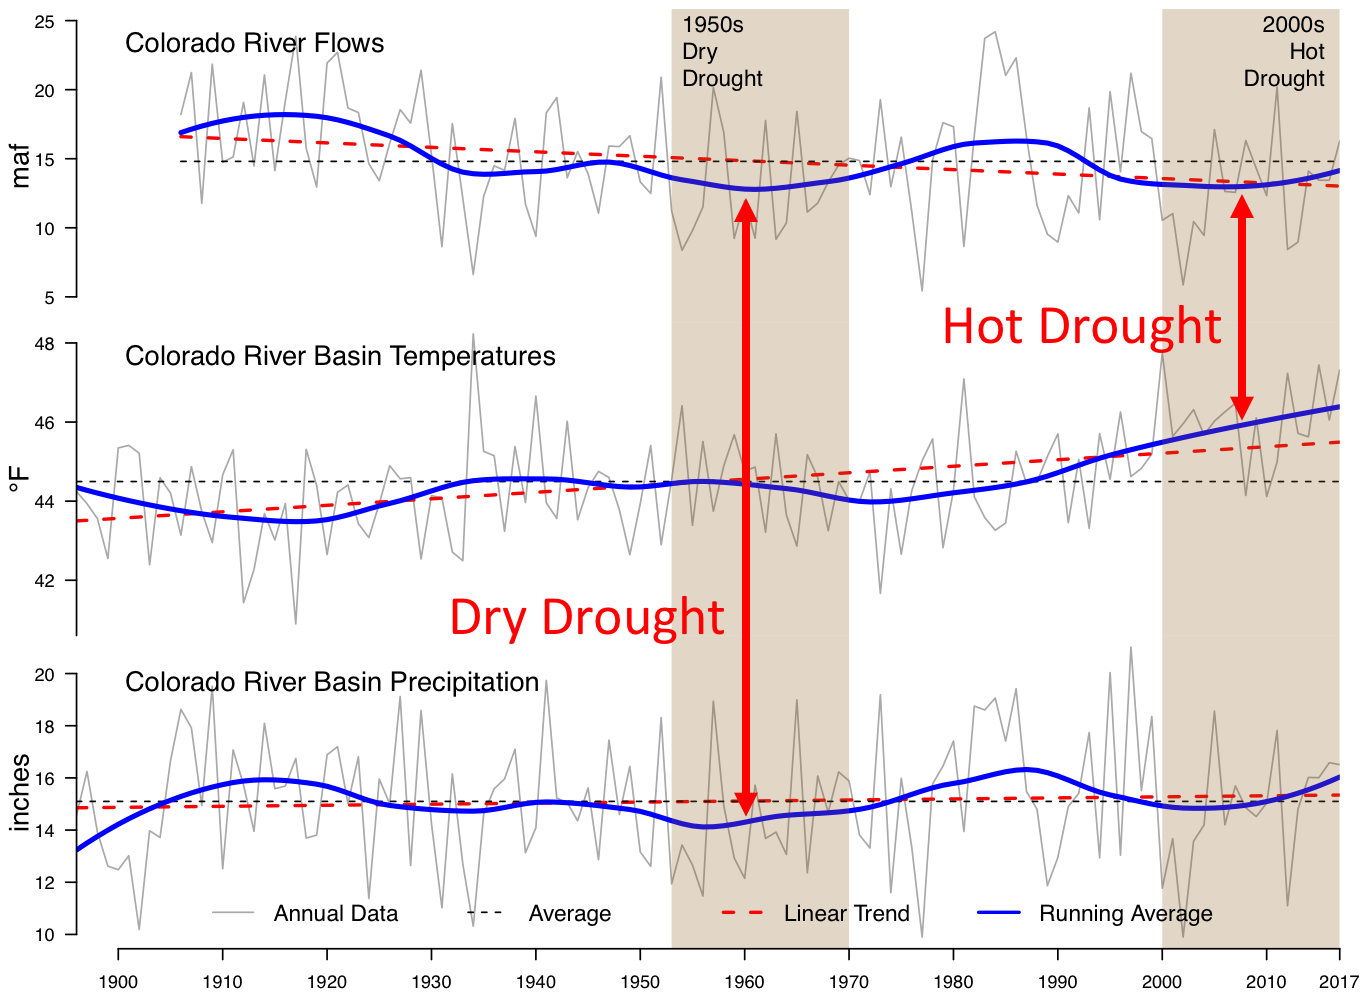 25
20
15
10
5
maf
Colorado River Flows
1950s
Dry
Drought
2000s
Hot
Drought
Hot Drought
48
46
44
42
°F
Colorado River Basin Temperatures
Dry Drought
20
18
16
14
12
10
inches
Colorado River Basin Precipitation
Annual Data
Average
Linear Trend
Running Average
1900 1910 1920 1930 1940 1950 1960 1970 1980 1990 2000 2010 2017